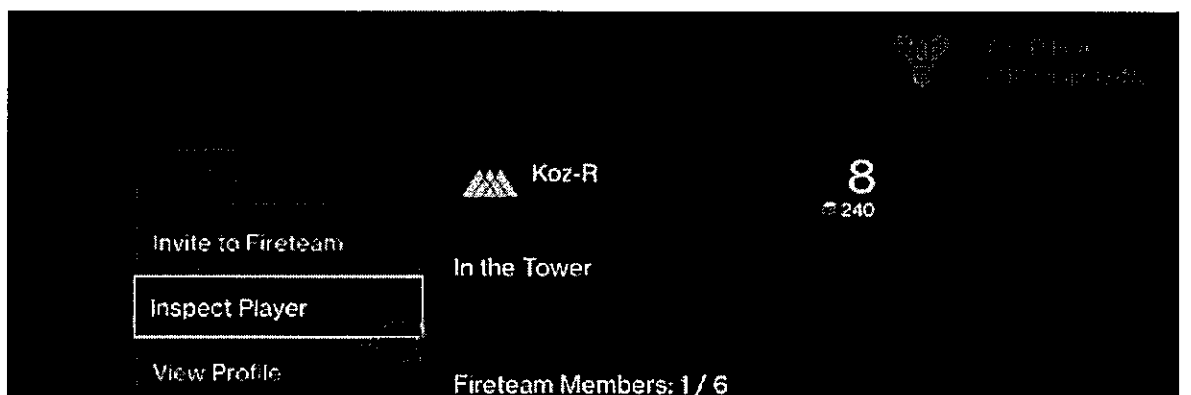 Koz-R
8
240
Invite to Fireteam
In the Tower
Inspect Player
View Profile
Fireteam Members: 1 / 6